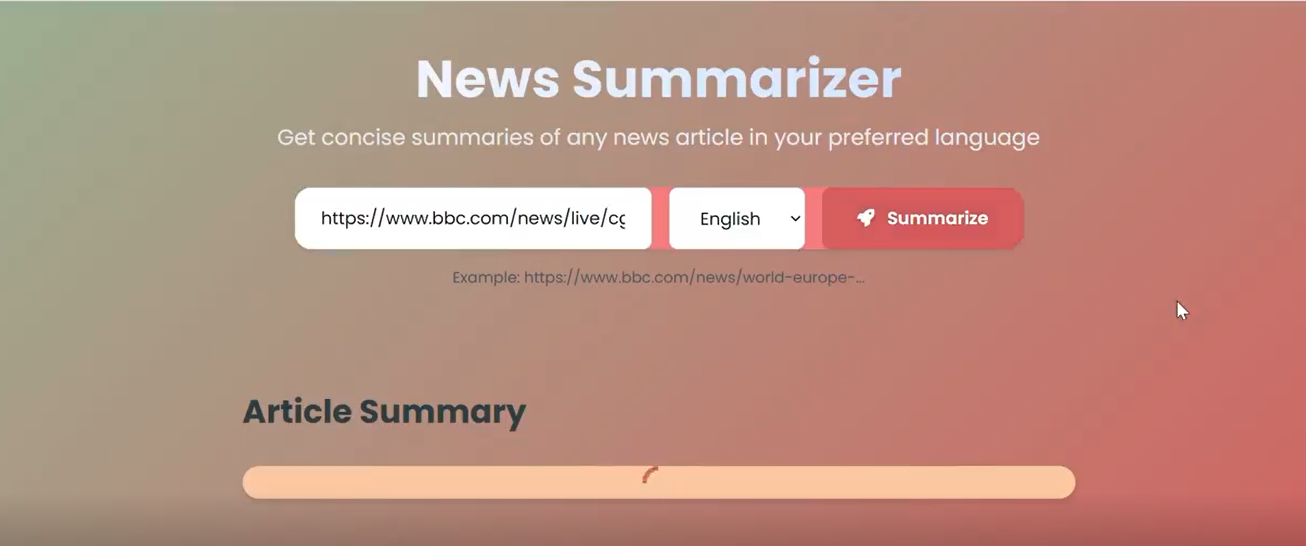 News Summarizer
Get concise summaries of any news article in your preferred language
https://www.bbc.com/news/live/cg
English
Summarize
Example: https://www.bbc.com/news/world-europe-...
Article Summary